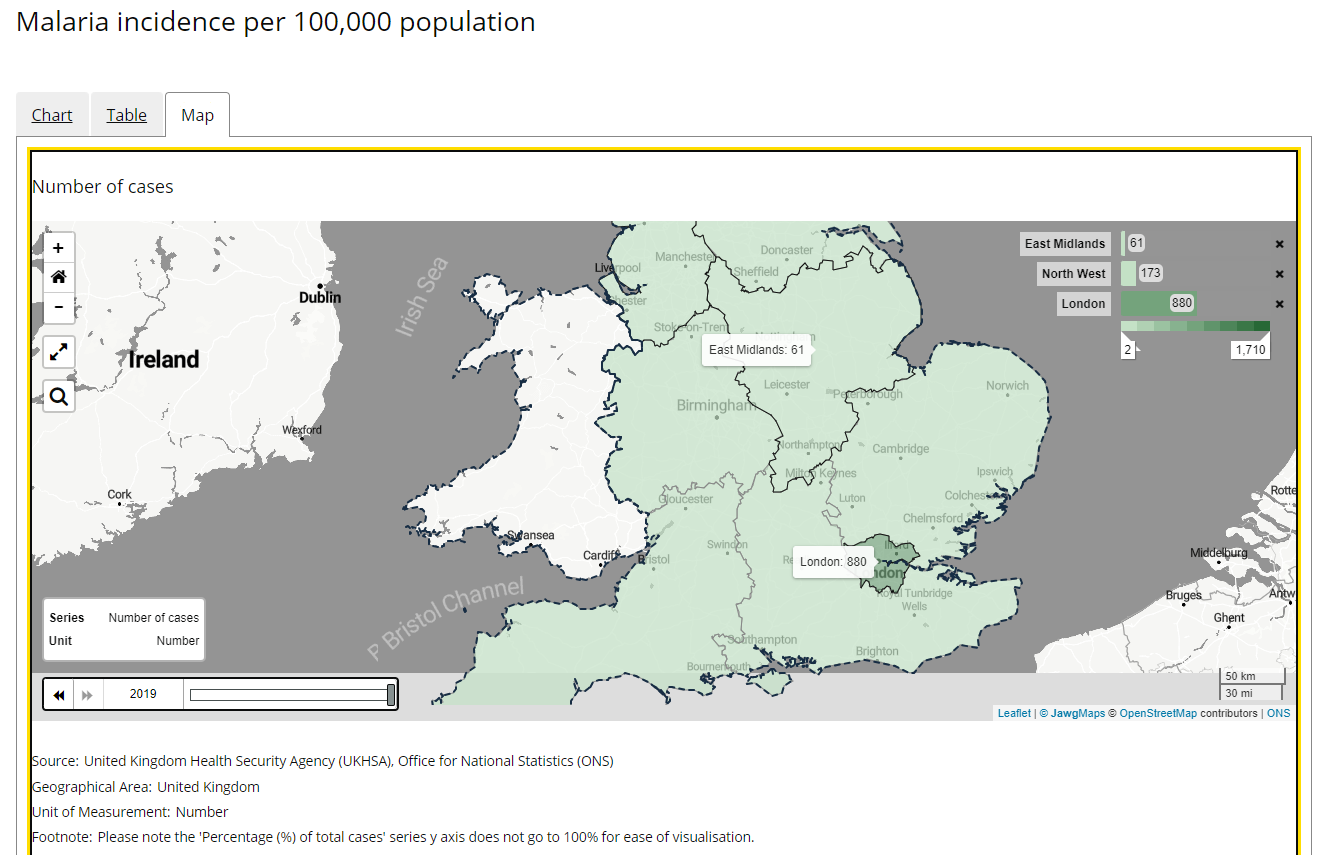 Malaria incidence per 100,000 population
Chart Table Map
Number of cases
+
−
Irish Sea
Dublin
Ireland
Wexford
Cork
Liverpool
Manchester
Doncaster
Sheffield
Chester
Stoke-on-Trent
East Midlands: 61
Leicester
Birmingham
Peterborough
Norwich
Northampton
Cambridge
Milton Keynes
Ipswich
Gloucester
Luton
Colchester
Chelmsford
Swansea
Swindon
Ilford
Cardiff
Bristol
London: 880
London
Royal Tunbridge
Wells
Bristol Channel
Southampton
Brighton
Bournemouth
Middelburg
Bruges
Ghent
East Midlands 61 ×
North West 173 ×
London 880 ×
2 1,710
Series Number of cases
Unit Number
2019
50 km
30 mi
Leaflet | © JawgMaps © OpenStreetMap contributors | ONS
Source: United Kingdom Health Security Agency (UKHSA), Office for National Statistics (ONS)
Geographical Area: United Kingdom
Unit of Measurement: Number
Footnote: Please note the 'Percentage (%) of total cases' series y axis does not go to 100% for ease of visualisation.